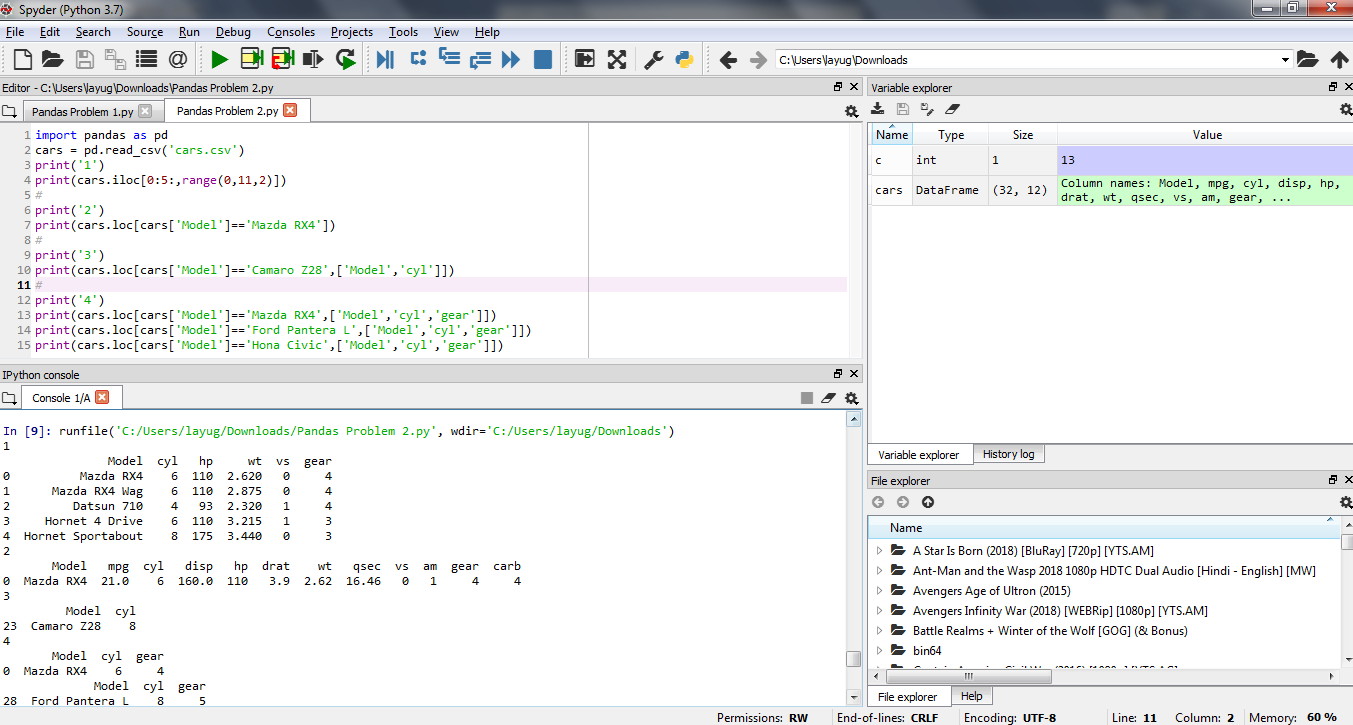 Spyder (Python 3.7)
File Edit Search Source Run Debug Consoles Projects Tools View Help
C:\Users\layug\Downloads
Editor - C:\Users\layug\Downloads\Pandas Problem 2.py
Pandas Problem 1.py Pandas Problem 2.py
1 import pandas as pd
2 cars = pd.read_csv('cars.csv')
3 print('1')
4 print(cars.iloc[0:5:,range(0,11,2)])
5 #
6 print('2')
7 print(cars.loc[cars['Model']=='Mazda RX4'])
8 #
9 print('3')
10 print(cars.loc[cars['Model']=='Camaro Z28',['Model','cyl']])
11 #
12 print('4')
13 print(cars.loc[cars['Model']=='Mazda RX4',['Model','cyl','gear']])
14 print(cars.loc[cars['Model']=='Ford Pantera L',['Model','cyl','gear']])
15 print(cars.loc[cars['Model']=='Hona Civic',['Model','cyl','gear']])
IPython console
Console 1/A
In [9]: runfile('C:/Users/layug/Downloads/Pandas Problem 2.py', wdir='C:/Users/layug/Downloads')
1
Model cyl hp wt vs gear
0 Mazda RX4 6 110 2.620 0 4
1 Mazda RX4 Wag 6 110 2.875 0 4
2 Datsun 710 4 93 2.320 1 4
3 Hornet 4 Drive 6 110 3.215 1 3
4 Hornet Sportabout 8 175 3.440 0 3
2
Model mpg cyl disp hp drat wt qsec vs am gear carb
0 Mazda RX4 21.0 6 160.0 110 3.9 2.62 16.46 0 1 4 4
3
Model cyl
23 Camaro Z28 8
4
Model cyl gear
0 Mazda RX4 6 4
Model cyl gear
28 Ford Pantera L 8 5
Variable explorer
Name Type Size Value
c int 1 13
cars DataFrame (32, 12) Column names: Model, mpg, cyl, disp, hp,
drat, wt, qsec, vs, am, gear, ...
Variable explorer History log
File explorer
Name
A Star Is Born (2018) [BluRay] [720p] [YTS.AM]
Ant-Man and the Wasp 2018 1080p HDTC Dual Audio [Hindi - English] [MW]
Avengers Age of Ultron (2015)
Avengers Infinity War (2018) [WEBRip] [1080p] [YTS.AM]
Battle Realms + Winter of the Wolf [GOG] (& Bonus)
bin64
File explorer Help
Permissions: RW End-of-lines: CRLF Encoding: UTF-8 Line: 11 Column: 2 Memory: 60 %